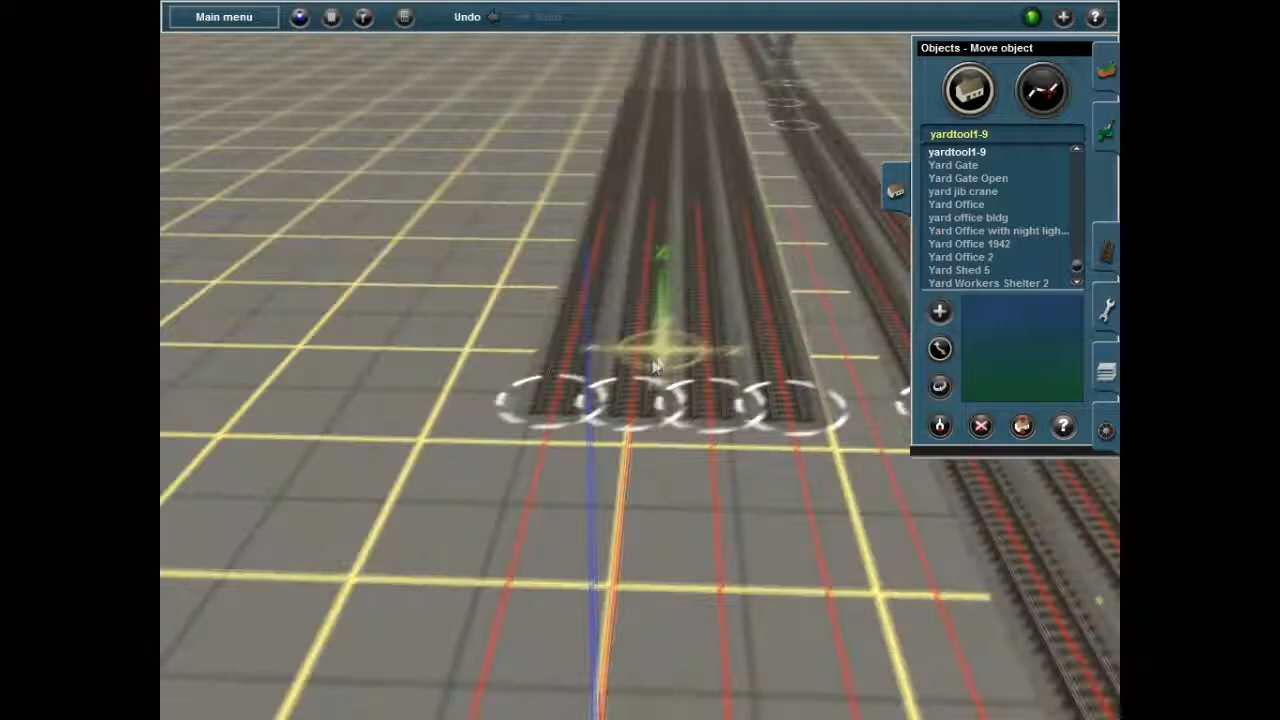 Main menu
Undo
Objects - Move object
yardtool1-9
yardtool1-9
Yard Gate
Yard Gate Open
yard jib crane
Yard Office
yard office bldg
Yard Office with night ligh...
Yard Office 1942
Yard Office 2
Yard Shed 5
Yard Workers Shelter 2